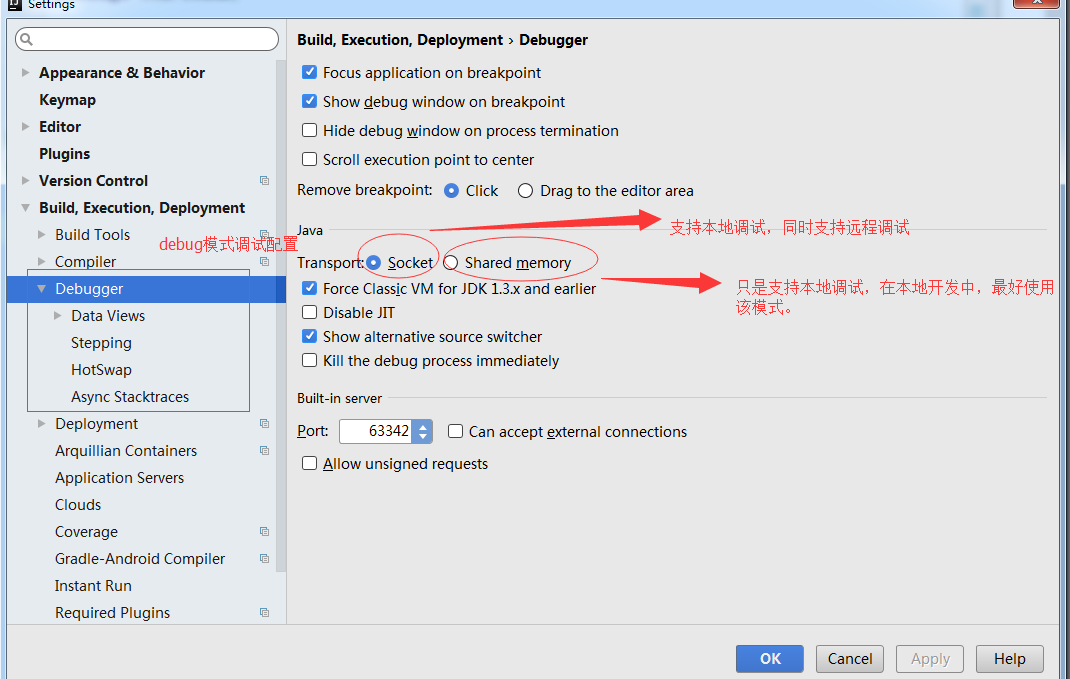 Settings
Appearance & Behavior
Keymap
Editor
Plugins
Version Control
Build, Execution, Deployment
Build Tools
debug模式调试配置
Compiler
Debugger
Data Views
Stepping
HotSwap
Async Stacktraces
Deployment
Arquillian Containers
Application Servers
Clouds
Coverage
Gradle-Android Compiler
Instant Run
Required Plugins
Build, Execution, Deployment › Debugger
Focus application on breakpoint
Show debug window on breakpoint
Hide debug window on process termination
Scroll execution point to center
Remove breakpoint: Click Drag to the editor area
Java
支持本地调试，同时支持远程调试
Transport: Socket Shared memory
只是支持本地调试，在本地开发中，最好使用
该模式。
Force Classic VM for JDK 1.3.x and earlier
Disable JIT
Show alternative source switcher
Kill the debug process immediately
Built-in server
Port: 63342 Can accept external connections
Allow unsigned requests
OK Cancel Apply Help